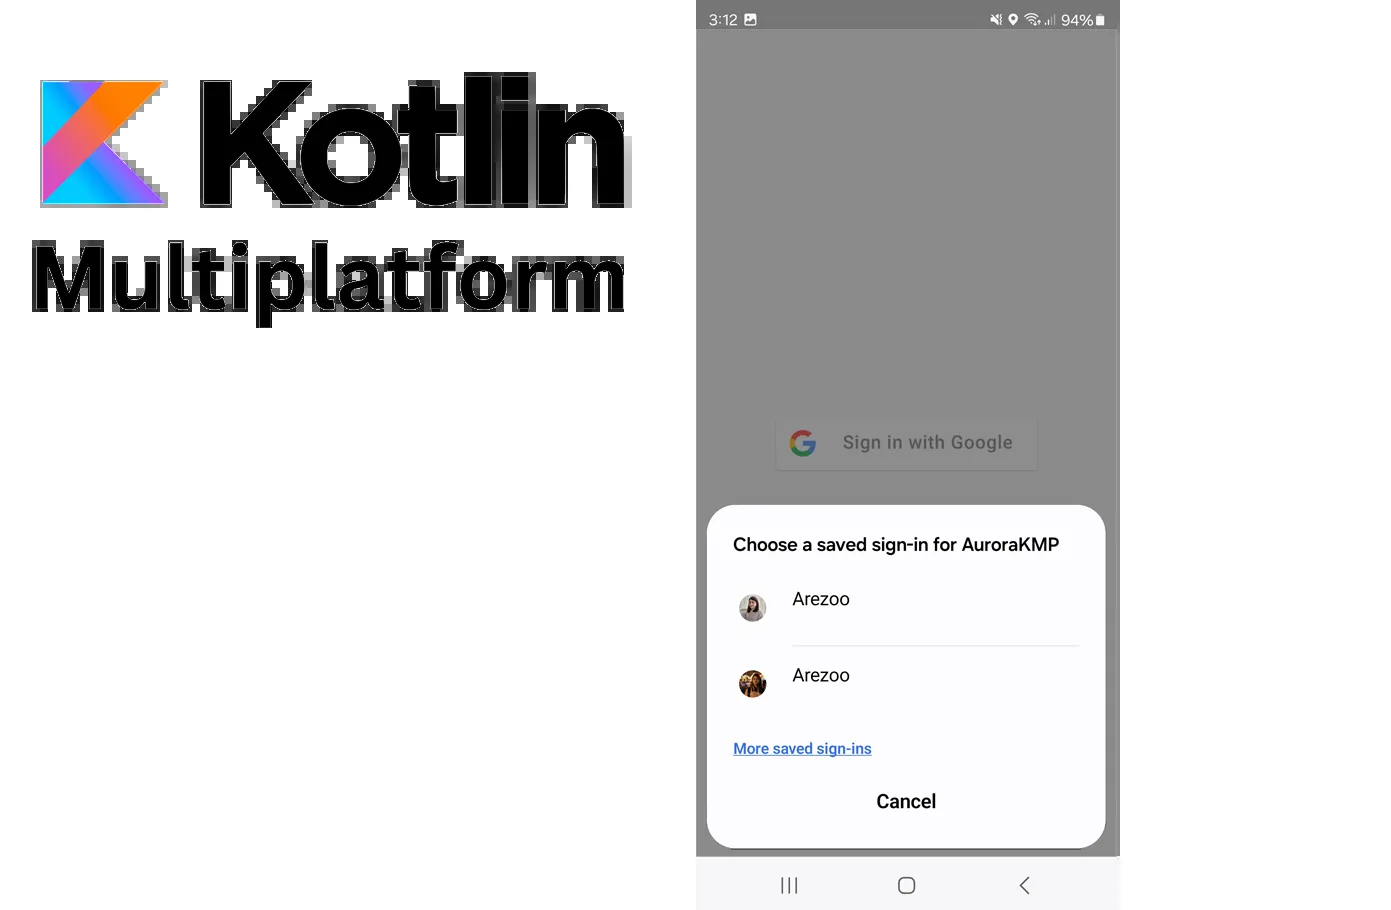 Kotlin
Multiplatform
3:12 94%
Sign in with Google
Choose a saved sign-in for AuroraKMP
Arezoo
Arezoo
More saved sign-ins
Cancel